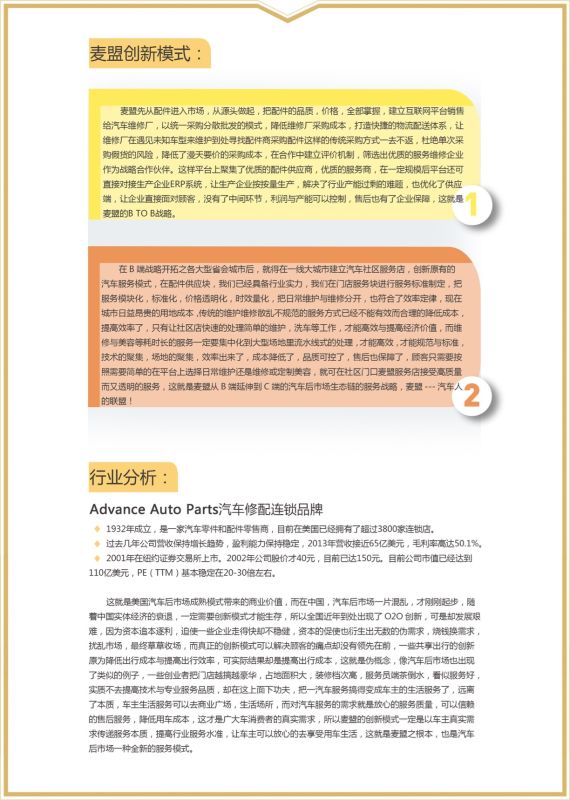 麦盟创新模式：
麦盟先从配件进入市场，从源头做起，把配件的品质，价格，全部掌握，建立互联网平台销售
给汽车维修厂，以统一采购分散批发的模式，降低维修厂采购成本，打造快捷的物流配送体系，让
维修厂在遇见未知车型来维护到处寻找配件商采购配件这样的传统采购方式一去不返，杜绝单次采
购假货的风险，降低了漫天要价的采购成本，在合作中建立评价机制，筛选出优质的服务维修企业
作为战略合作伙伴。这样平台上聚集了优质的配件供应商，优质的服务商，在一定规模后平台还可
直接对接生产企业ERP系统，让生产企业按按量生产，解决了行业产能过剩的难题，也优化了供应
端，让企业直接面对顾客，没有了中间环节，利润与产能可以控制，售后也有了企业保障，这就是
麦盟的B TO B战略。
1
在 B 端战略开拓之各大型省会城市后，就得在一线大城市建立汽车社区服务店，创新原有的
汽车服务模式，在配件供应块，我们已经具备行业实力，我们在门店服务块进行服务标准制定，把
服务模块化，标准化，价格透明化，时效量化，把日常维护与维修分开，也符合了效率定律，现在
城市日益昂贵的用地成本，传统的维护维修散乱不规范的服务方式已经不能有效而合理的降低成本，
提高效率了，只有让社区店快速的处理简单的维护，洗车等工作，才能高效与提高经济价值，而维
修与美容等耗时长的服务一定要集中化到大型场地里流水线式的处理，才能高效，才能规范与标准，
技术的聚集，场地的聚集，效率出来了，成本降低了，品质可控了，售后也保障了，顾客只需要按
照需要简单的在平台上选择日常维护还是维修或定制美容，就可在社区门口麦盟服务店接受高质量
而又透明的服务，这就是麦盟从 B 端延伸到 C 端的汽车后市场生态链的服务战略，麦盟 --- 汽车人
的联盟！
2
行业分析：
Advance Auto Parts汽车修配连锁品牌
1932年成立，是一家汽车零件和配件零售商，目前在美国已经拥有了超过3800家连锁店。
过去几年公司营收保持增长趋势，盈利能力保持稳定，2013年营收接近65亿美元，毛利率高达50.1%。
2001年在纽约证券交易所上市。2002年公司股价才40元，目前已达150元。目前公司市值已经达到
110亿美元，PE（TTM）基本稳定在20-30倍左右。
这就是美国汽车后市场成熟模式带来的商业价值，而在中国，汽车后市场一片混乱，才刚刚起步，随
着中国实体经济的衰退，一定需要创新模式才能生存，所以全国近年到处出现了 O2O 创新，可是却发展艰
难，因为资本追本逐利，迫使一些企业走得快却不稳健，资本的促使也衍生出无数的伪需求，烧钱换需求，
扰乱市场，最终草草收场，而真正的创新模式可以解决顾客的痛点却没有领先在前，一些共享出行的创新
原为降低出行成本与提高出行效率，可实际结果却是提高出行成本，这就是伪概念，像汽车后市场也出现
了类似的例子，一些创业者把门店越搞越豪华，占地面积大，装修档次高，服务员端茶倒水，看似服务好，
实质不去提高技术与专业服务品质，却在这上面下功夫，把一汽车服务搞得变成车主的生活服务了，远离
了本质，车主生活服务可以去商业广场，生活场所，而对汽车服务的需求就是放心的服务质量，可以信赖
的售后服务，降低用车成本，这才是广大车消费者的真实需求，所以麦盟的创新模式一定是以车主真实需
求传递服务本质，提高行业服务水准，让车主可以放心的去享受用车生活，这就是麦盟之根本，也是汽车
后市场一种全新的服务模式。